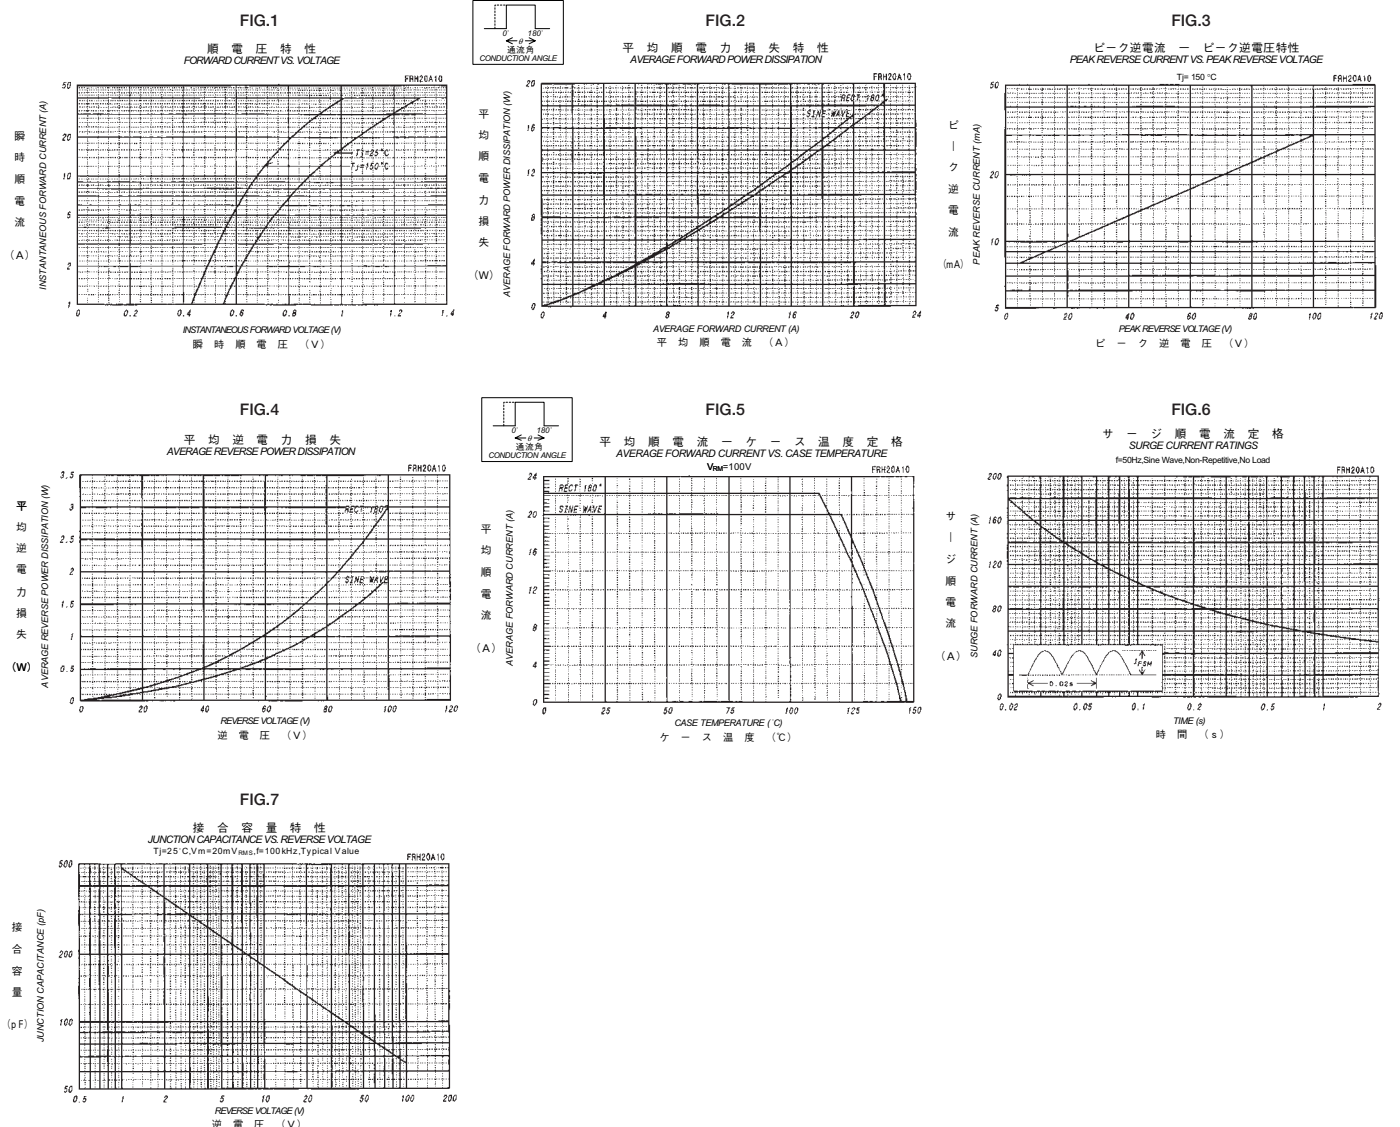 FIG.1
順電圧特性
FORWARD CURRENT VS. VOLTAGE
FRH20A10
瞬時順電流 (A)
INSTANTANEOUS FORWARD CURRENT (A)
50
20
10
5
2
1
Tj=25°C
Tj=150°C
0 0.2 0.4 0.6 0.8 1 1.2 1.4
INSTANTANEOUS FORWARD VOLTAGE (V)
瞬時順電圧 (V)
0° 180°
θ
通流角
CONDUCTION ANGLE
FIG.2
平均順電力損失特性
AVERAGE FORWARD POWER DISSIPATION
FRH20A10
平均順電力損失 (W)
AVERAGE FORWARD POWER DISSIPATION (W)
20
16
12
8
4
0
RECT 180°
SINE WAVE
0 4 8 12 16 20 24
AVERAGE FORWARD CURRENT (A)
平均順電流 (A)
FIG.3
ピーク逆電流 ー ピーク逆電圧特性
PEAK REVERSE CURRENT VS. PEAK REVERSE VOLTAGE
Tj= 150 °C
FRH20A10
ピーク逆電流 (mA)
PEAK REVERSE CURRENT (mA)
50
20
10
5
0 20 40 60 80 100 120
PEAK REVERSE VOLTAGE (V)
ピーク逆電圧 (V)
FIG.4
平均逆電力損失
AVERAGE REVERSE POWER DISSIPATION
FRH20A10
平均逆電力損失 (W)
AVERAGE REVERSE POWER DISSIPATION (W)
3.5
3
2.5
2
1.5
1
0.5
0
RECT 180°
SINE WAVE
0 20 40 60 80 100 120
REVERSE VOLTAGE (V)
逆電圧 (V)
0° 180°
θ
通流角
CONDUCTION ANGLE
FIG.5
平均順電流ーケース温度定格
AVERAGE FORWARD CURRENT VS. CASE TEMPERATURE
VRM=100V
FRH20A10
平均順電流 (A)
AVERAGE FORWARD CURRENT (A)
24
20
16
12
8
4
0
RECT 180°
SINE WAVE
0 25 50 75 100 125 150
CASE TEMPERATURE (°C)
ケース温度 (℃)
FIG.6
サージ順電流定格
SURGE CURRENT RATINGS
f=50Hz,Sine Wave,Non-Repetitive,No Load
FRH20A10
サージ順電流 (A)
SURGE FORWARD CURRENT (A)
200
160
120
80
40
0
IFSM
0.02s
0.02 0.05 0.1 0.2 0.5 1 2
TIME (s)
時間 (s)
FIG.7
接合容量特性
JUNCTION CAPACITANCE VS. REVERSE VOLTAGE
Tj=25°C,Vm=20mVRMS,f=100kHz,Typical Value
FRH20A10
接合容量 (pF)
JUNCTION CAPACITANCE (pF)
500
200
100
50
0.5 1 2 5 10 20 50 100 200
REVERSE VOLTAGE (V)
逆電圧 (V)